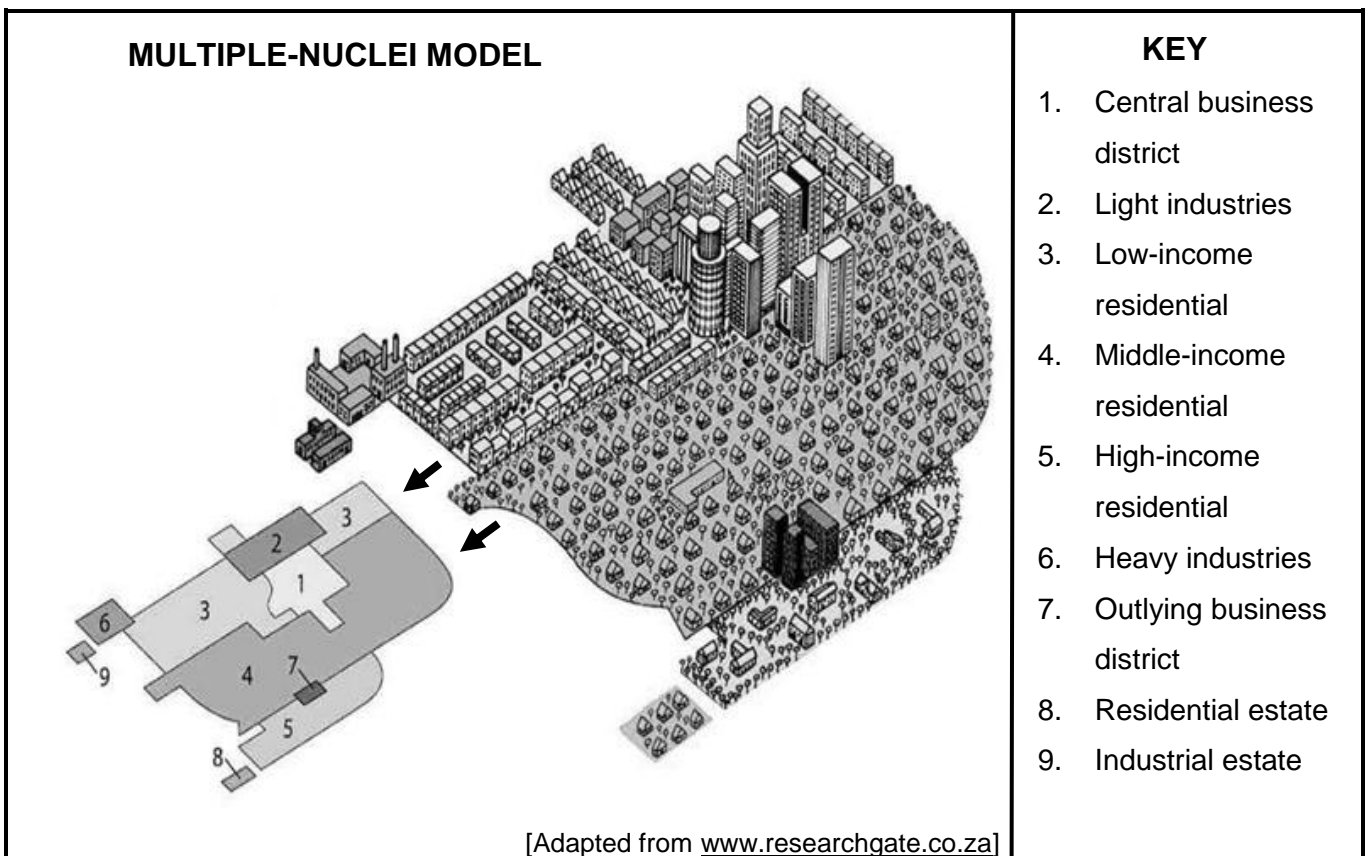 MULTIPLE-NUCLEI MODEL
3
2
1
3
6
9
4
7
5
8
[Adapted from www.researchgate.co.za]
KEY
1. Central business
district
2. Light industries
3. Low-income
residential
4. Middle-income
residential
5. High-income
residential
6. Heavy industries
7. Outlying business
district
8. Residential estate
9. Industrial estate